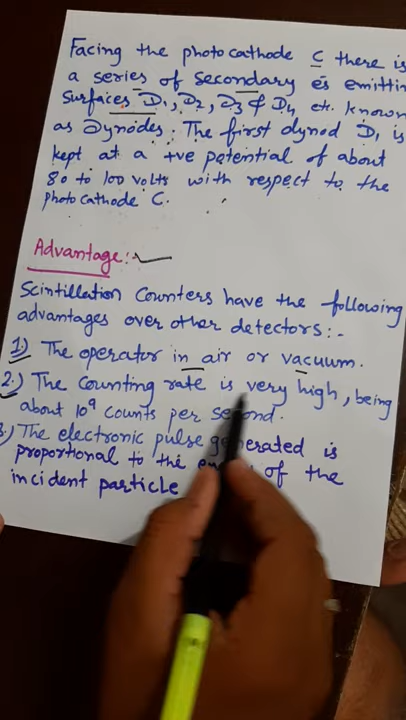 Facing the photocathode C there is
a series of secondary e's emittin
surfaces D1, D2, D3 & D4 etc. known
as Dynodes. The first dynod D1 is
kept at a +ve potential of about
80 to 100 volts with respect to the
photocathode C.
Advantage:-
Scintillation Counters have the following
advantages over other detectors:-
1) The operator in air or vacuum.
2.) The Counting rate is very high, being
about 10⁹ counts per second.
3.) The electronic pulse generated is
proportional to the of the
incident particle